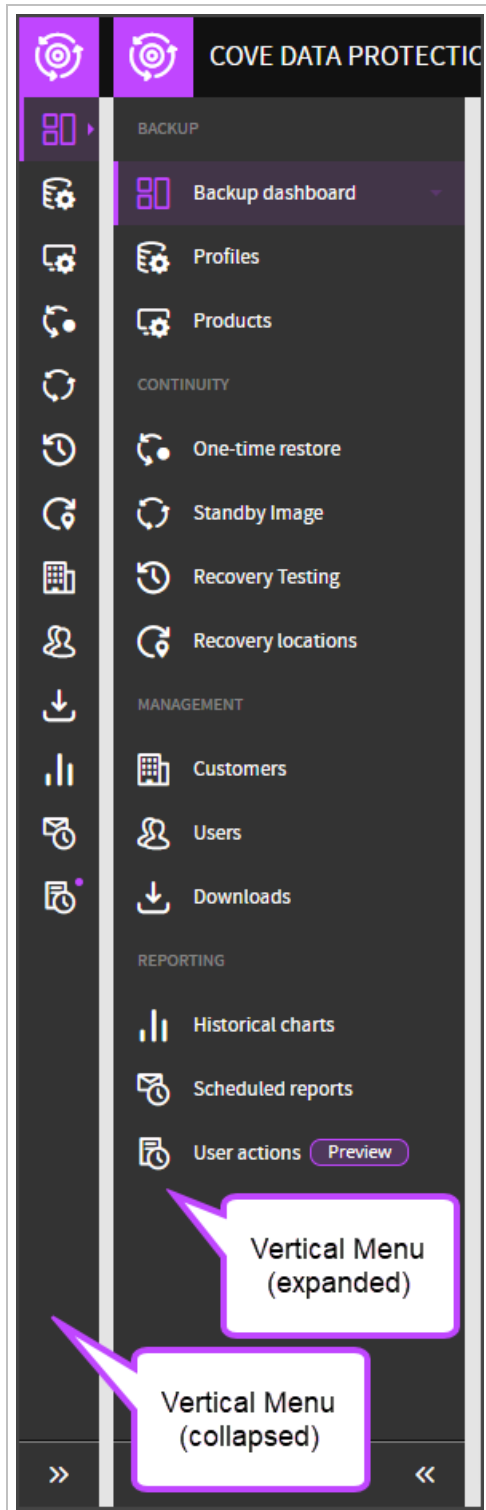 COVE DATA PROTECTIO
BACKUP
Backup dashboard
Profiles
Products
CONTINUITY
One-time restore
Standby Image
Recovery Testing
Recovery locations
MANAGEMENT
Customers
Users
Downloads
REPORTING
Historical charts
Scheduled reports
User actions Preview
Vertical Menu
(expanded)
Vertical Menu
(collapsed)